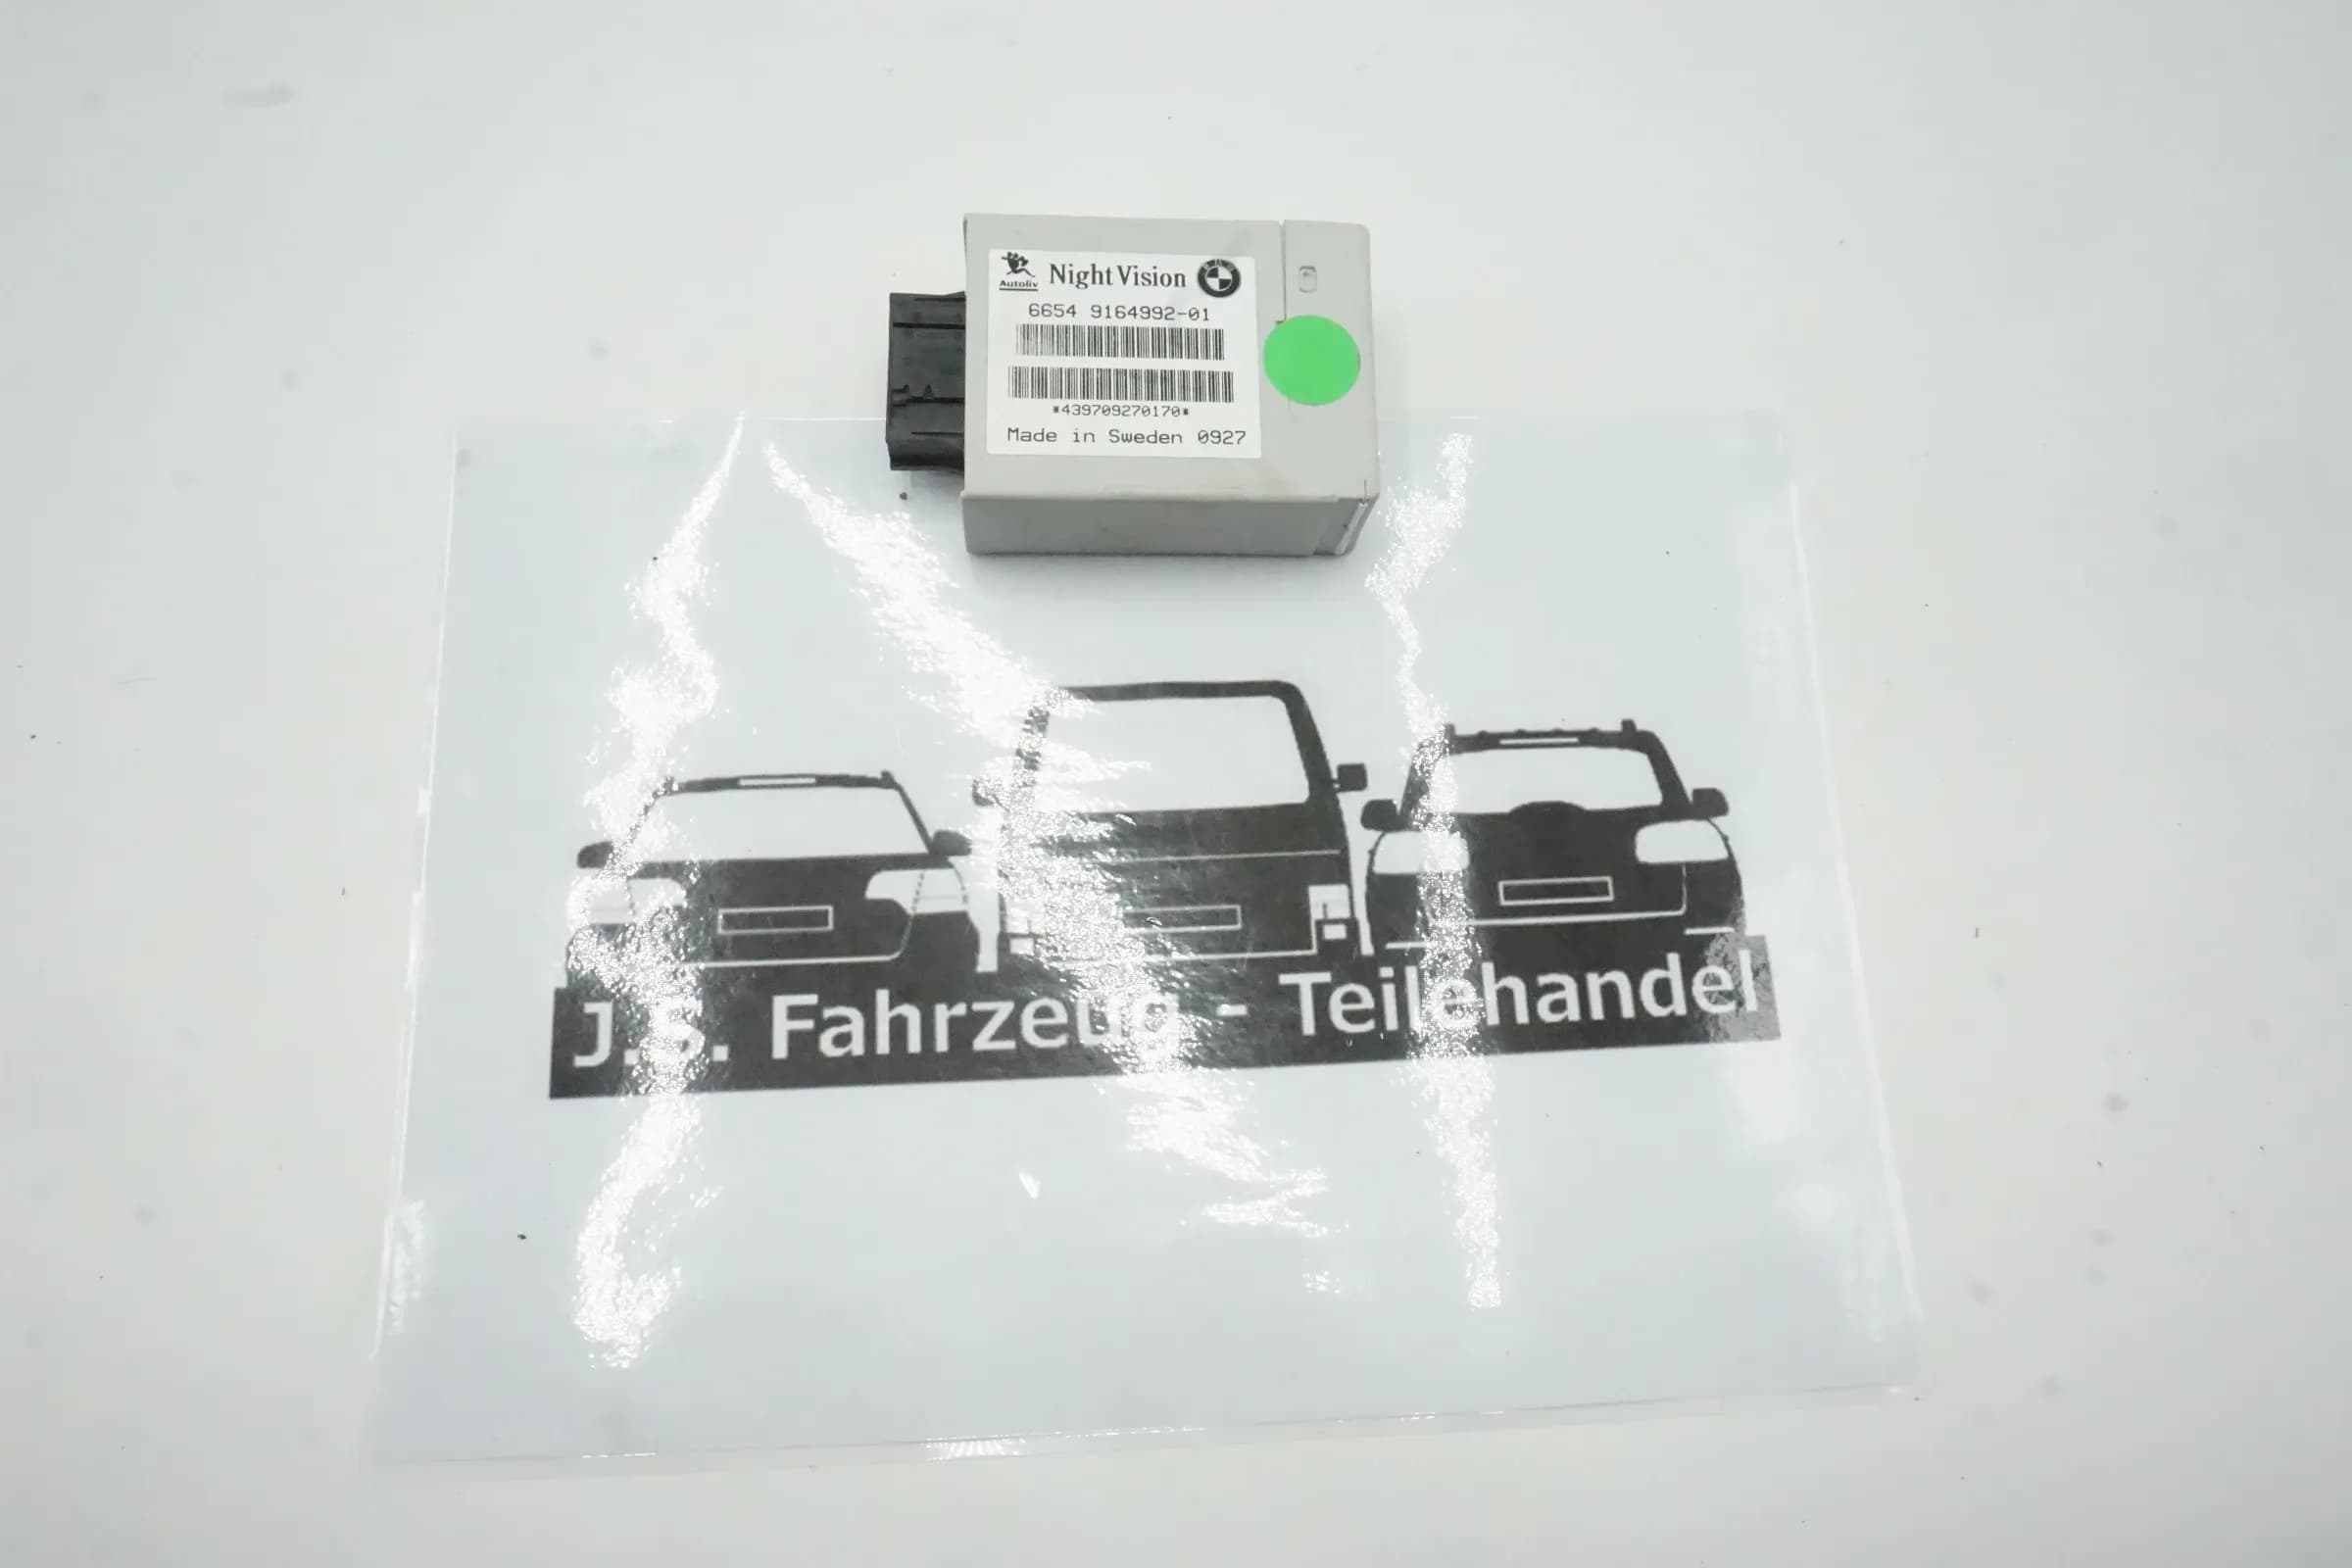 Autoliv
Night Vision
6654 9164992-01
*439709270170*
Made in Sweden 0927
J.S. Fahrzeug - Teilehandel